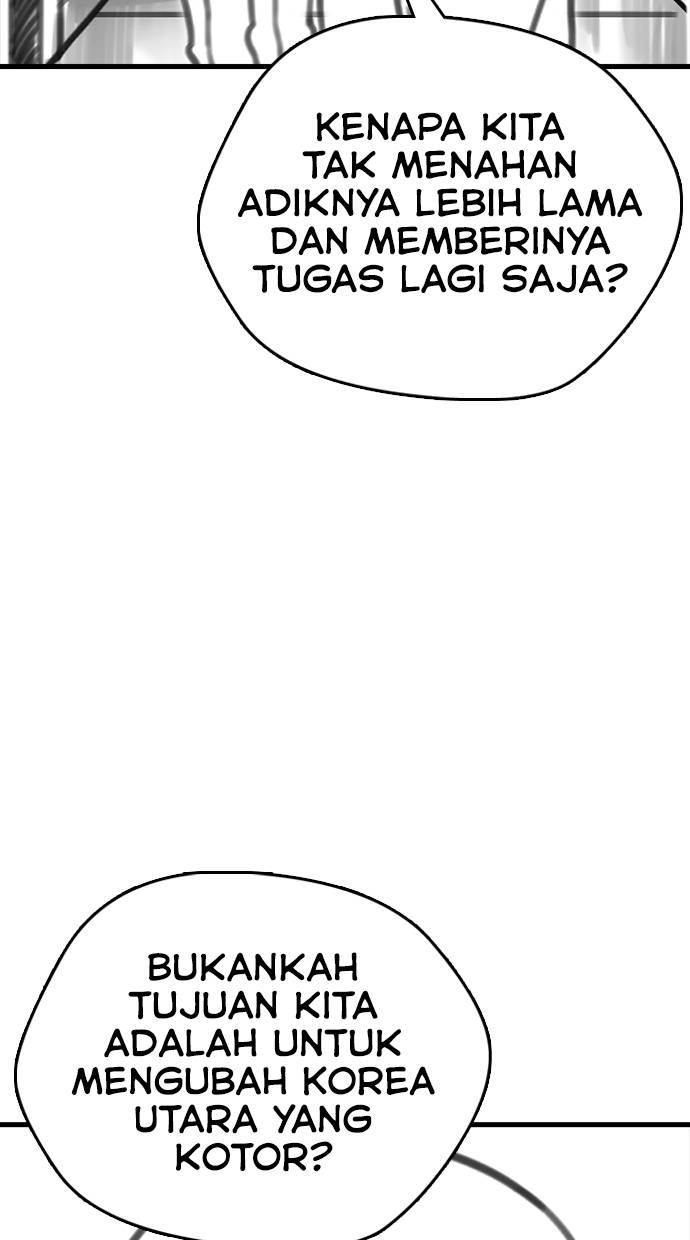 KENAPA KITA
TAK MENAHAN
ADIKNYA LEBIH LAMA
DAN MEMBERINYA
TUGAS LAGI SAJA?
BUKANKAH
TUJUAN KITA
ADALAH UNTUK
MENGUBAH KOREA
UTARA YANG
KOTOR?